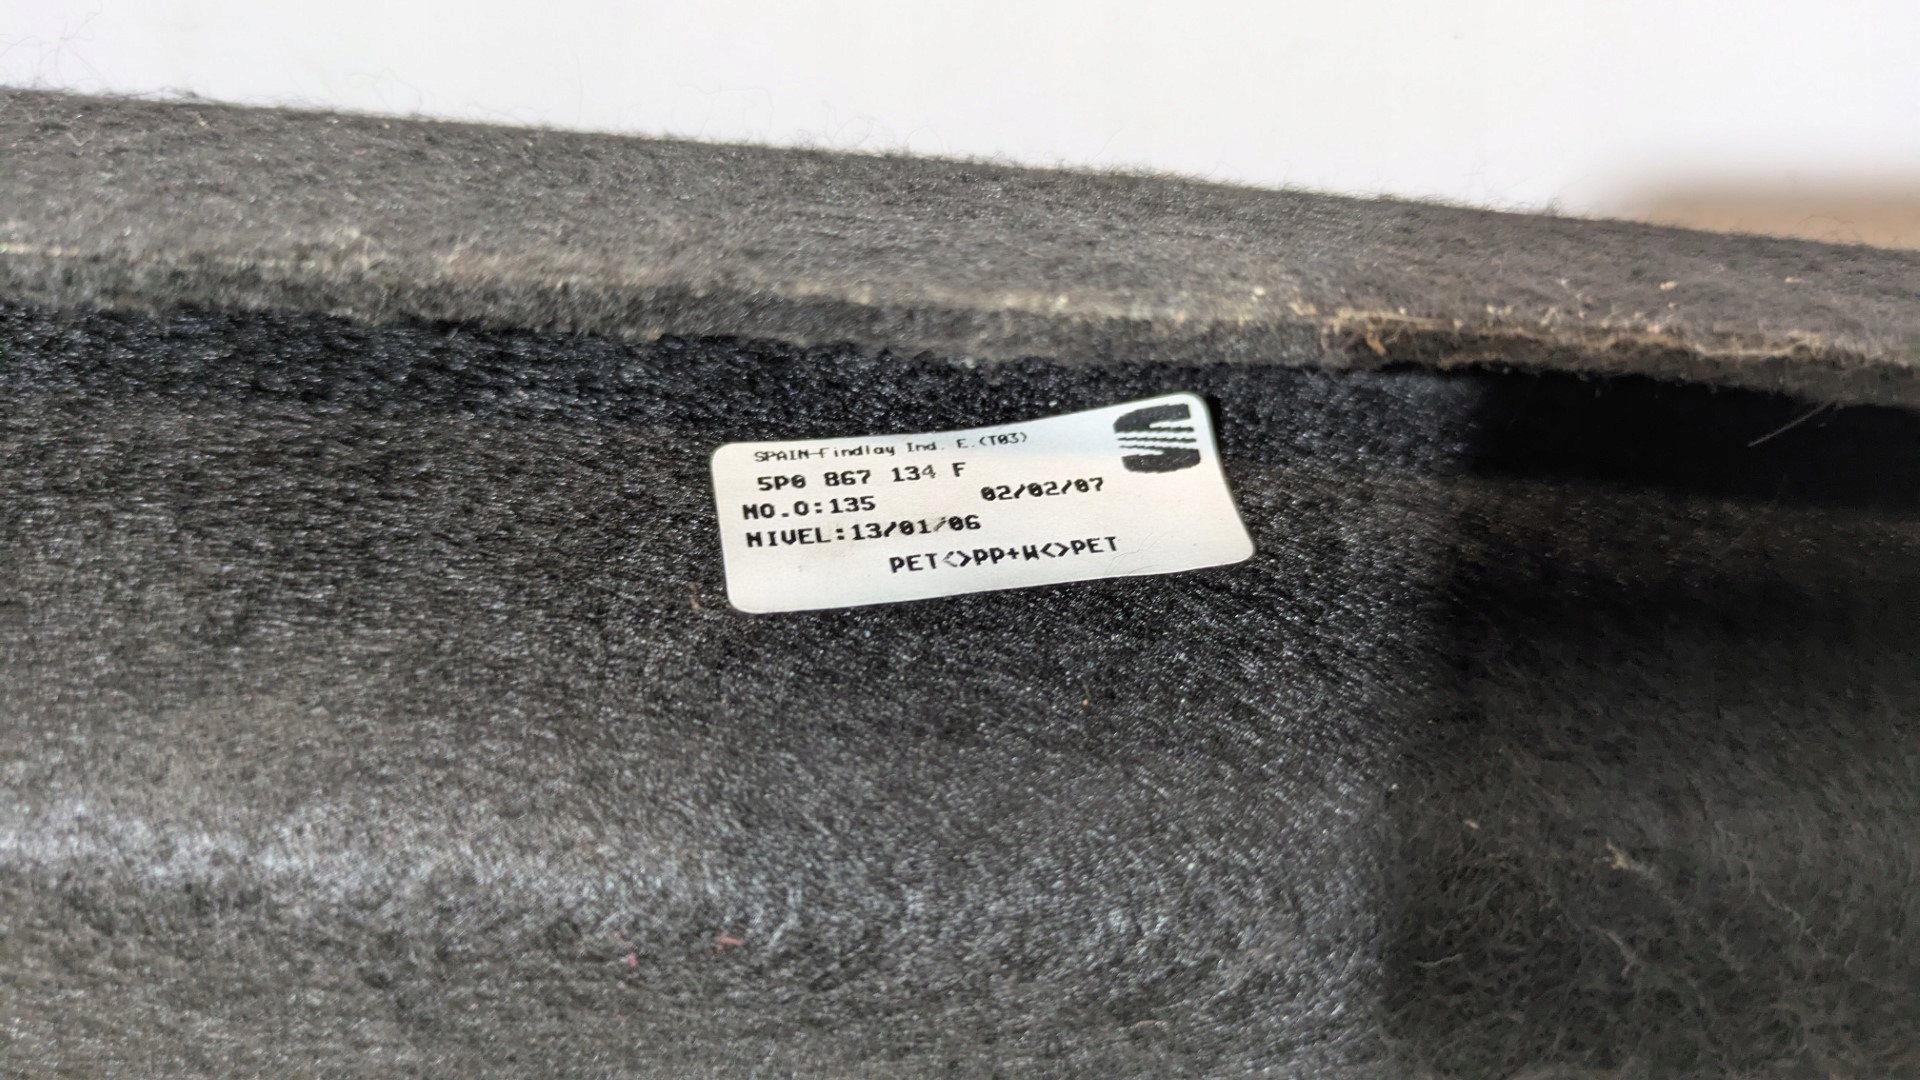 SPAIN-Findlay Ind. E.(T03)
5P0 867 134 F
NO.O:135 02/02/07
NIVEL:13/01/06
PET<>PP+W<>PET